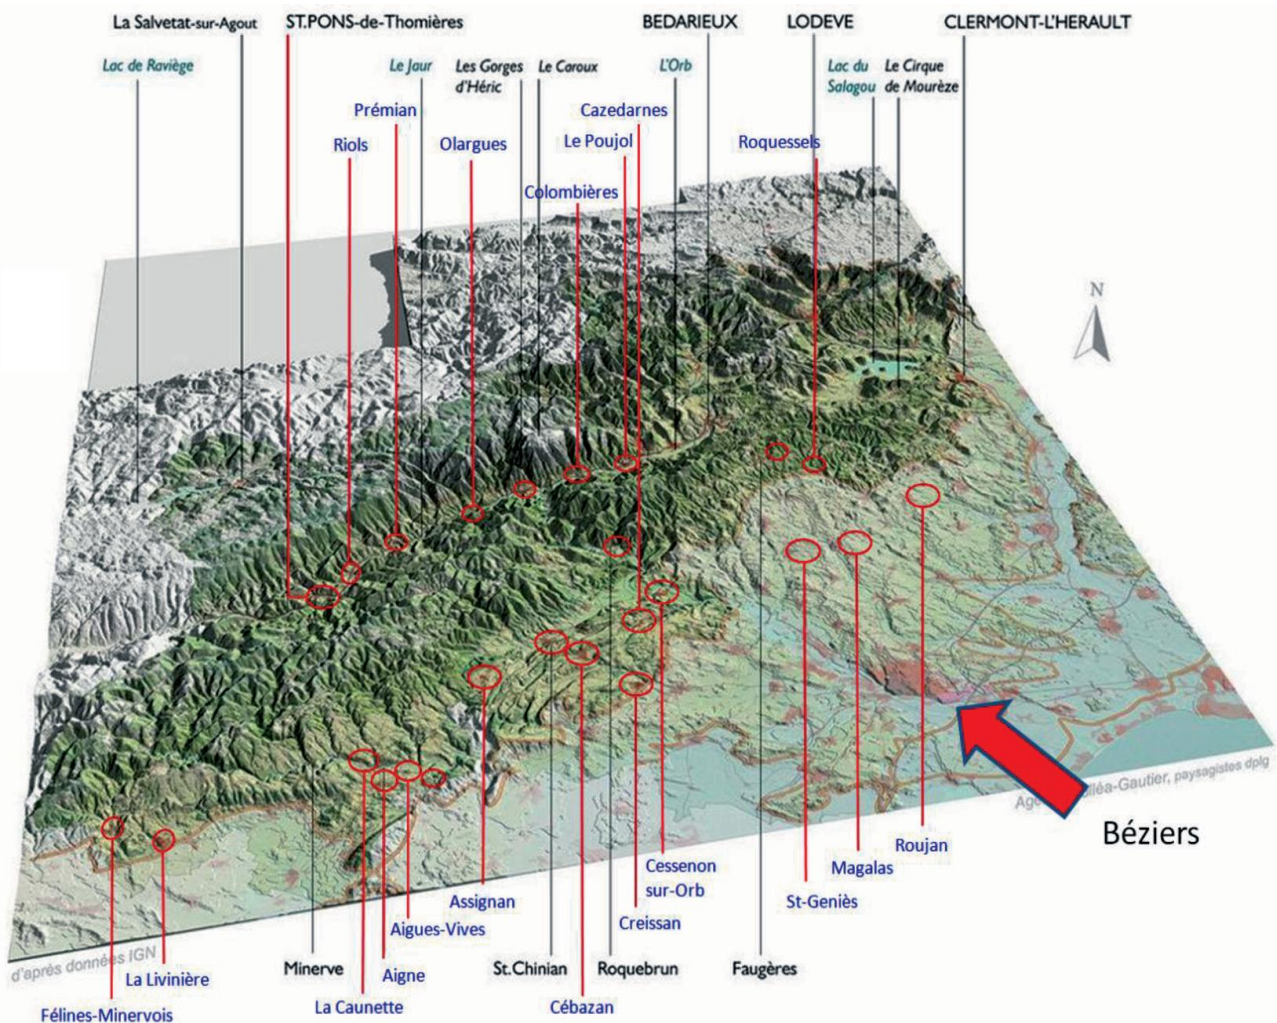 La Salvetat-sur-Agout
ST.PONS-de-Thomières
BEDARIEUX
LODEVE
CLERMONT-L'HERAULT
Lac de Raviège
Le Jaur
Les Gorges
d'Héric
Le Caroux
L'Orb
Lac du
Salagou
Le Cirque
de Mourèze
Prémian
Cazedarnes
Riols
Olargues
Le Poujol
Roquessels
Colombières
N
d'après données IGN
paysagistes dplg
Béziers
Roujan
Magalas
St-Geniès
Cessenon
sur-Orb
Creissan
Assignan
Aigues-Vives
Minerve
Aigne
St.Chinian
Roquebrun
Faugères
La Livinière
La Caunette
Cébazan
Félines-Minervois